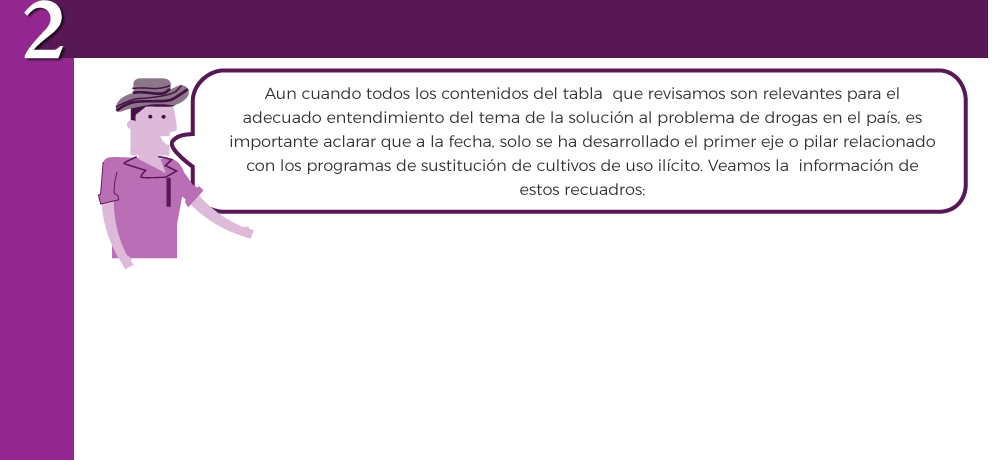 2
Aun cuando todos los contenidos del tabla que revisamos son relevantes para el
adecuado entendimiento del tema de la solución al problema de drogas en el país, es
importante aclarar que a la fecha, solo se ha desarrollado el primer eje o pilar relacionado
con los programas de sustitución de cultivos de uso ilícito. Veamos la información de
estos recuadros: